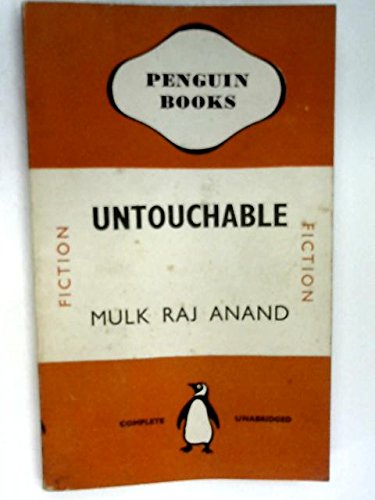 PENGUIN
BOOKS
UNTOUCHABLE
FICTION
FICTION
MULK RAJ ANAND
COMPLETE UNABRIDGED